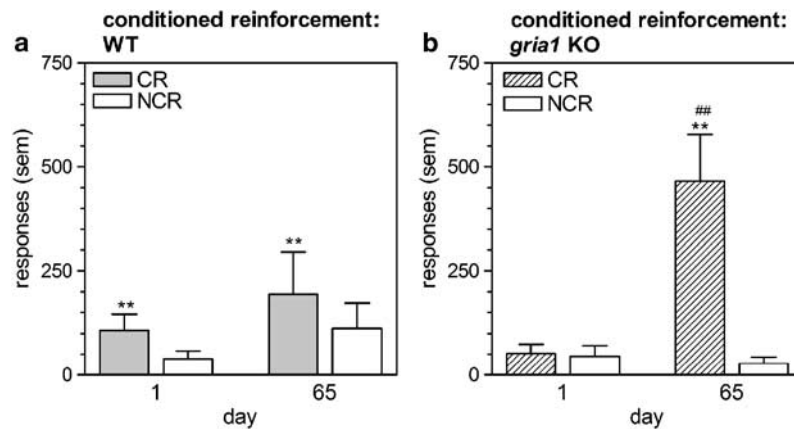 conditioned reinforcement:
a WT
750
CR
NCR
500
250
0
responses (sem)
**
**
1 65
day
conditioned reinforcement:
b gria1 KO
750
CR
NCR
500
250
0
responses (sem)
##
**
1 65
day